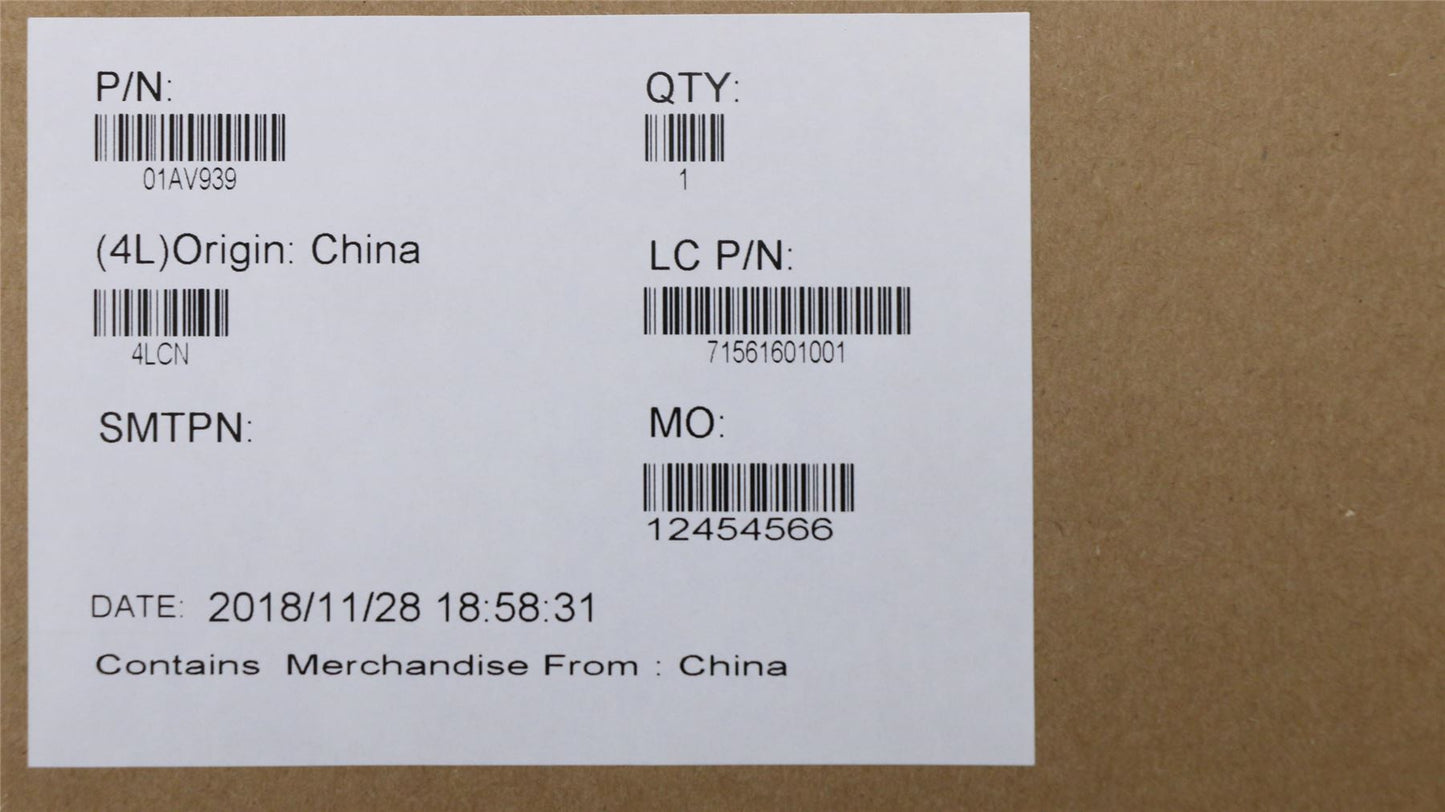 P/N:
01AV939
QTY:
1
(4L)Origin: China
4LCN
LC P/N:
71561601001
SMTPN:
MO:
12454566
DATE: 2018/11/28 18:58:31
Contains Merchandise From : China